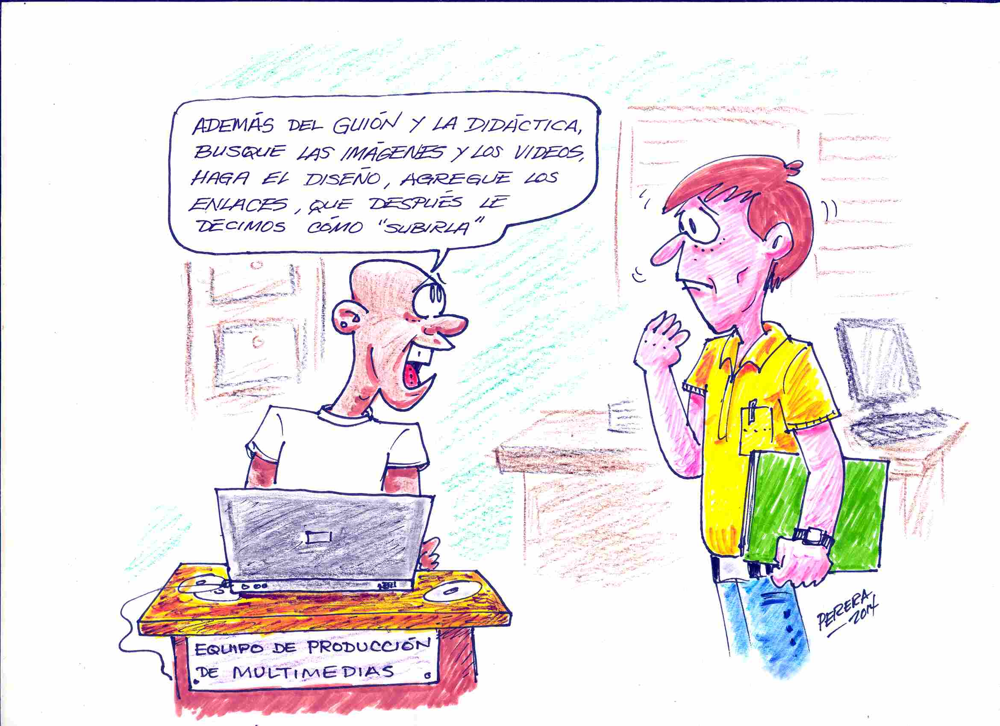 ADEMÁS DEL GUIÓN Y LA DIDÁCTICA,
BUSQUE LAS IMÁGENES Y LOS VIDEOS,
HAGA EL DISEÑO, AGREGUE LOS
ENLACES, QUE DESPUÉS LE
DECIMOS CÓMO "SUBIRLA"
EQUIPO DE PRODUCCIÓN
DE MULTIMEDIAS
PERERA
2014